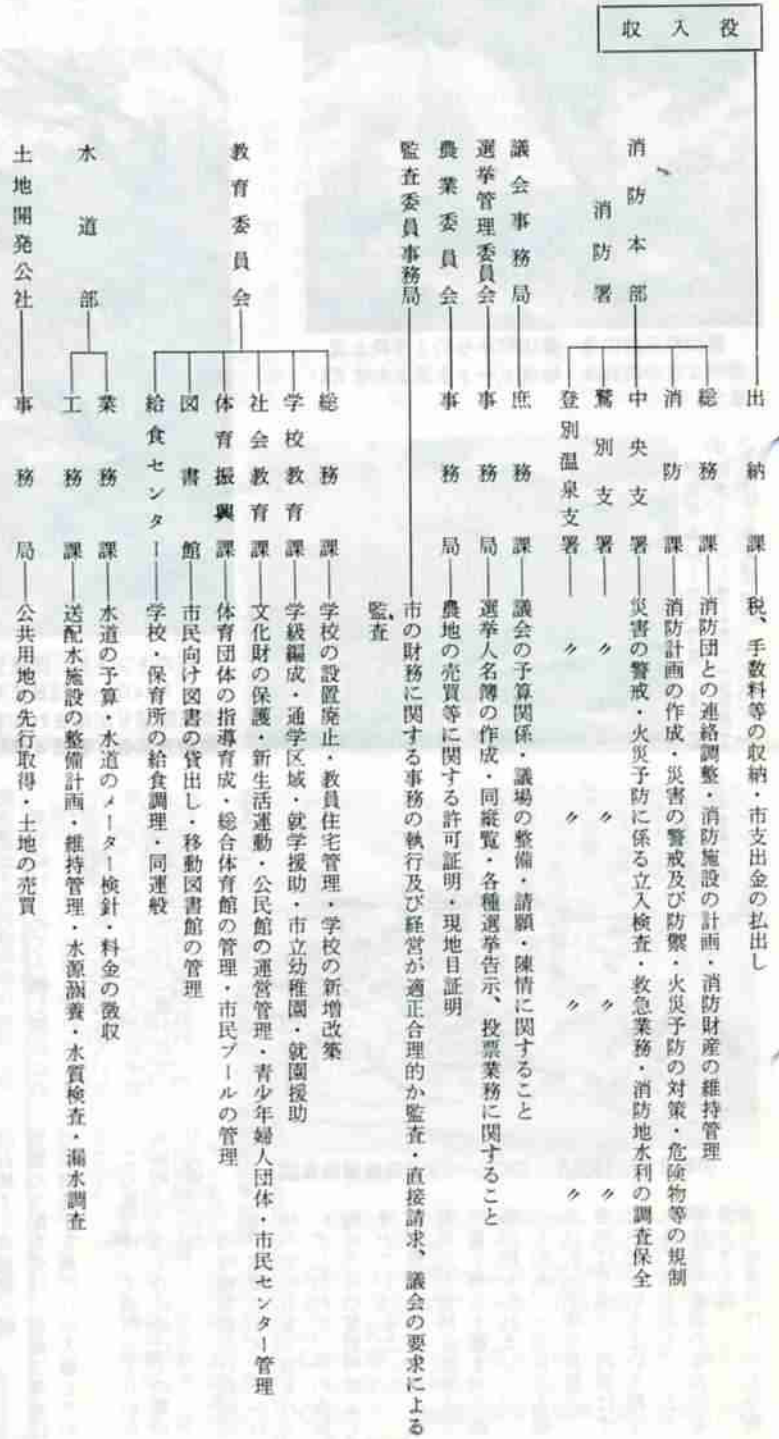 収入役
出納課 税、手数料等の収納・市支出金の払出し
消防本部
消防署
総務課 消防団との連絡調整・消防施設の計画・消防財産の維持管理
消防課 消防計画の作成・災害の警戒及び防禦・火災予防の対策・危険物等の規制
中央支署 災害の警戒・火災予防に係る立入検査・救急業務・消防地水利の調査保全
鷲別支署 〃 〃 〃 〃
登別温泉支署 〃 〃 〃 〃
議会事務局 庶務課 議会の予算関係・議場の整備・請願・陳情に関すること
選挙管理委員会 事務局 選挙人名簿の作成・同縦覧・各種選挙告示、投票業務に関すること
農業委員会 事務局 農地の売買等に関する許可証明・現地目証明
監査委員事務局 市の財務に関する事務の執行及び経営が適正合理的か監査・直接請求、議会の要求による
監査
教育委員会
総務課 学校の設置廃止・教員住宅管理・学校の新増改築
学校教育課 学級編成・通学区域・就学援助・市立幼稚園・就園援助
社会教育課 文化財の保護・新生活運動・公民館の運営管理・青少年婦人団体・市民センター管理
体育振興課 体育団体の指導育成・総合体育館の管理・市民プールの管理
図書館 市民向け図書の貸出し・移動図書館の管理
給食センター 学校・保育所の給食調理・同運搬
水道部
業務課 水道の予算・水道のメーター検針・料金の徴収
工務課 送配水施設の整備計画・維持管理・水源涵養・水質検査・漏水調査
土地開発公社 事務局 公共用地の先行取得・土地の売買